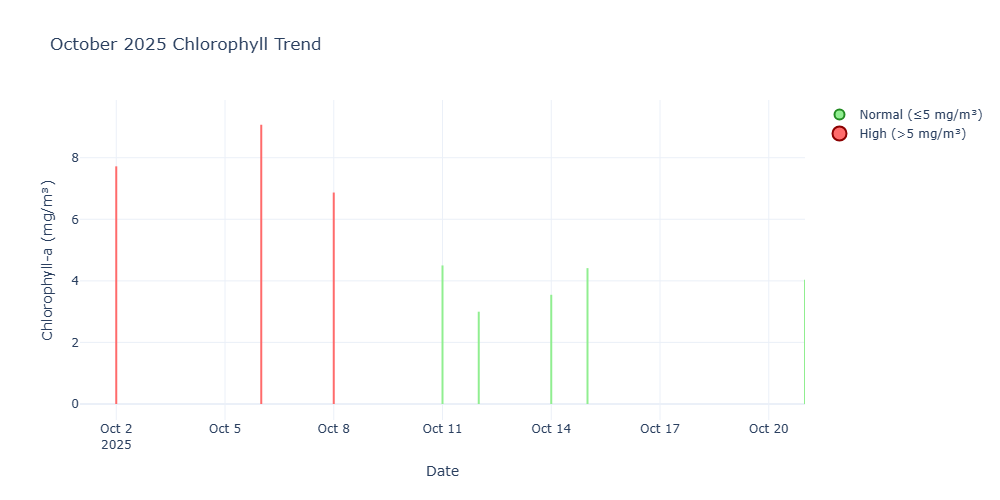 October 2025 Chlorophyll Trend
Normal (≤5 mg/m³)
High (>5 mg/m³)
Chlorophyll-a (mg/m³)
8
6
4
2
0
Oct 2
2025
Oct 5
Oct 8
Oct 11
Oct 14
Oct 17
Oct 20
Date